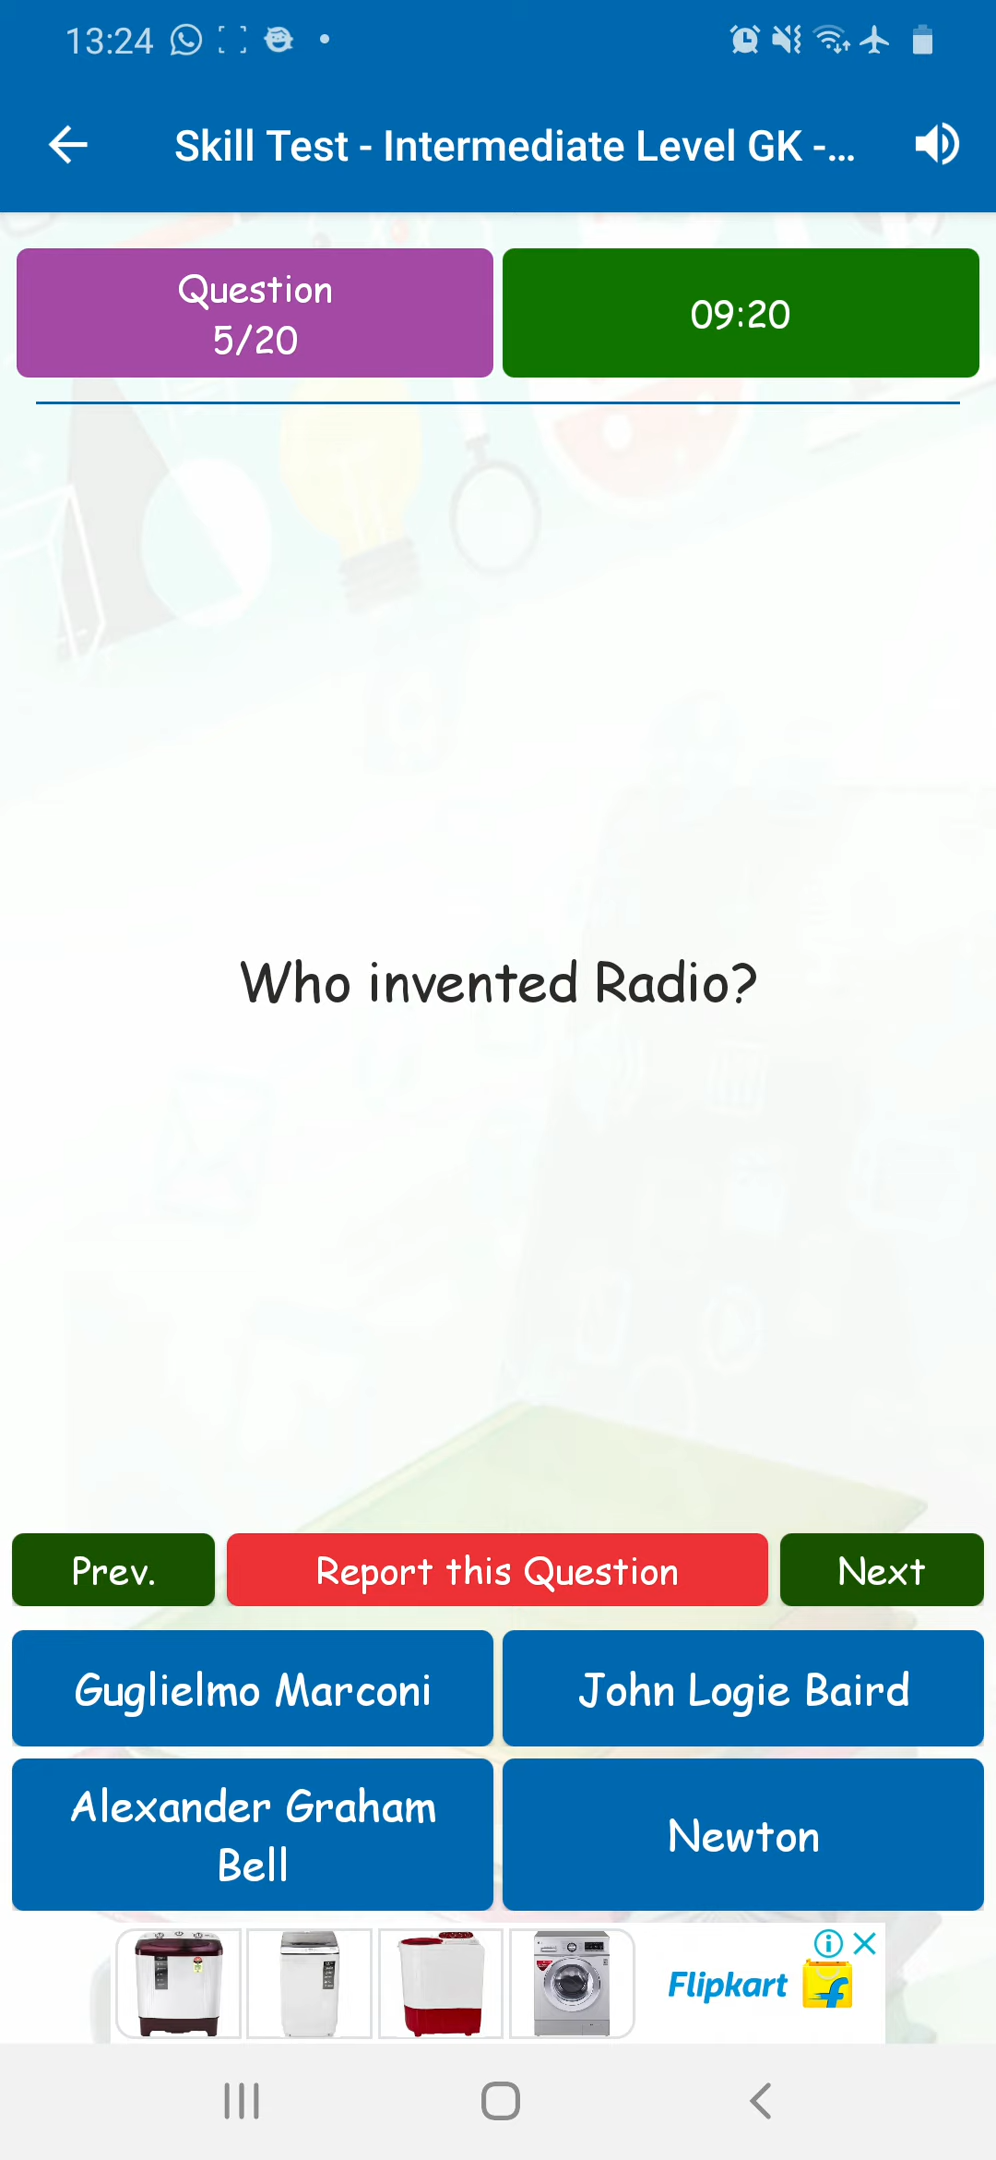 13:24
Skill Test - Intermediate Level GK -...
Question
5/20
09:20
Who invented Radio?
Prev.
Report this Question
Next
Guglielmo Marconi
John Logie Baird
Alexander Graham
Bell
Newton
Flipkart